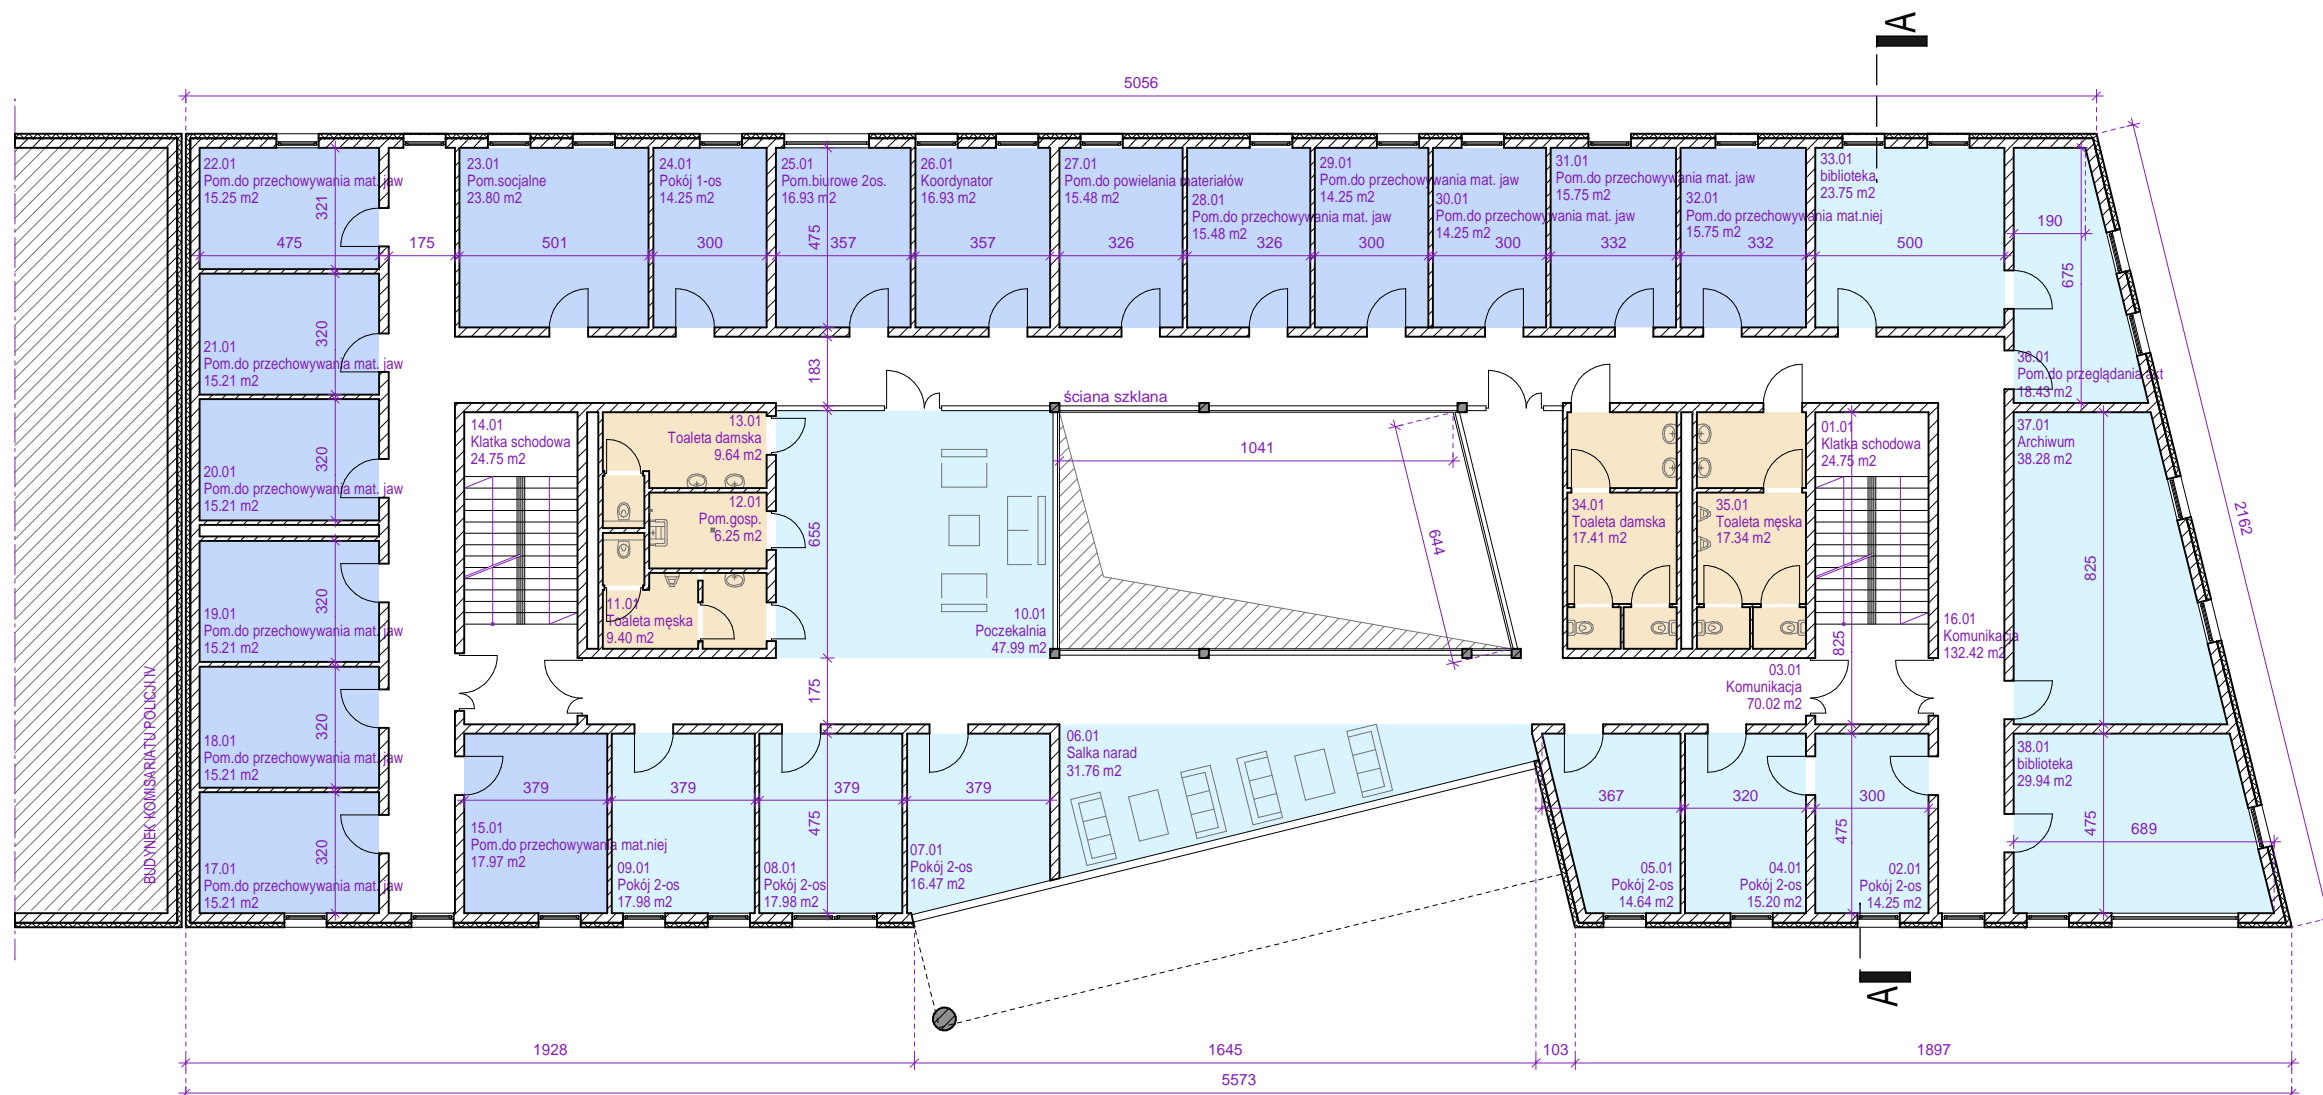 A
5056
22.01
Pom.do przechowywania mat. jaw
15.25 m2
321
475
175
23.01
Pom.socjalne
23.80 m2
501
24.01
Pokój 1-os
14.25 m2
300
25.01
Pom.biurowe 2os.
16.93 m2
475
357
26.01
Koordynator
16.93 m2
357
27.01
Pom.do powielania materiałów
15.48 m2
326
28.01
Pom.do przechowywania mat. jaw
15.48 m2
326
29.01
Pom.do przechowywania mat. jaw
14.25 m2
300
30.01
Pom.do przechowywania mat. jaw
14.25 m2
300
31.01
Pom.do przechowywania mat. jaw
15.75 m2
332
32.01
Pom.do przechowywania mat.niej
15.75 m2
332
33.01
biblioteka
23.75 m2
500
190
675
36.01
Pom.do przeglądania akt
18.43 m2
320
21.01
Pom.do przechowywania mat. jaw
15.21 m2
183
ściana szklana
320
20.01
Pom.do przechowywania mat. jaw
15.21 m2
14.01
Klatka schodowa
24.75 m2
13.01
Toaleta damska
9.64 m2
12.01
Pom.gosp.
6.25 m2
11.01
Toaleta męska
9.40 m2
655
10.01
Poczekalnia
47.99 m2
1041
644
34.01
Toaleta damska
17.41 m2
35.01
Toaleta męska
17.34 m2
01.01
Klatka schodowa
24.75 m2
37.01
Archiwum
38.28 m2
825
2162
320
19.01
Pom.do przechowywania mat. jaw
15.21 m2
16.01
Komunikacja
132.42 m2
825
03.01
Komunikacja
70.02 m2
175
BUDYNEK KOMISARIATU POLICJI IV
320
18.01
Pom.do przechowywania mat. jaw
15.21 m2
320
17.01
Pom.do przechowywania mat. jaw
15.21 m2
379
15.01
Pom.do przechowywania mat.niej
17.97 m2
379
09.01
Pokój 2-os
17.98 m2
379
475
08.01
Pokój 2-os
17.98 m2
379
07.01
Pokój 2-os
16.47 m2
06.01
Salka narad
31.76 m2
367
05.01
Pokój 2-os
14.64 m2
320
04.01
Pokój 2-os
15.20 m2
300
475
02.01
Pokój 2-os
14.25 m2
38.01
biblioteka
29.94 m2
475
689
A
1928
1645
103
1897
5573